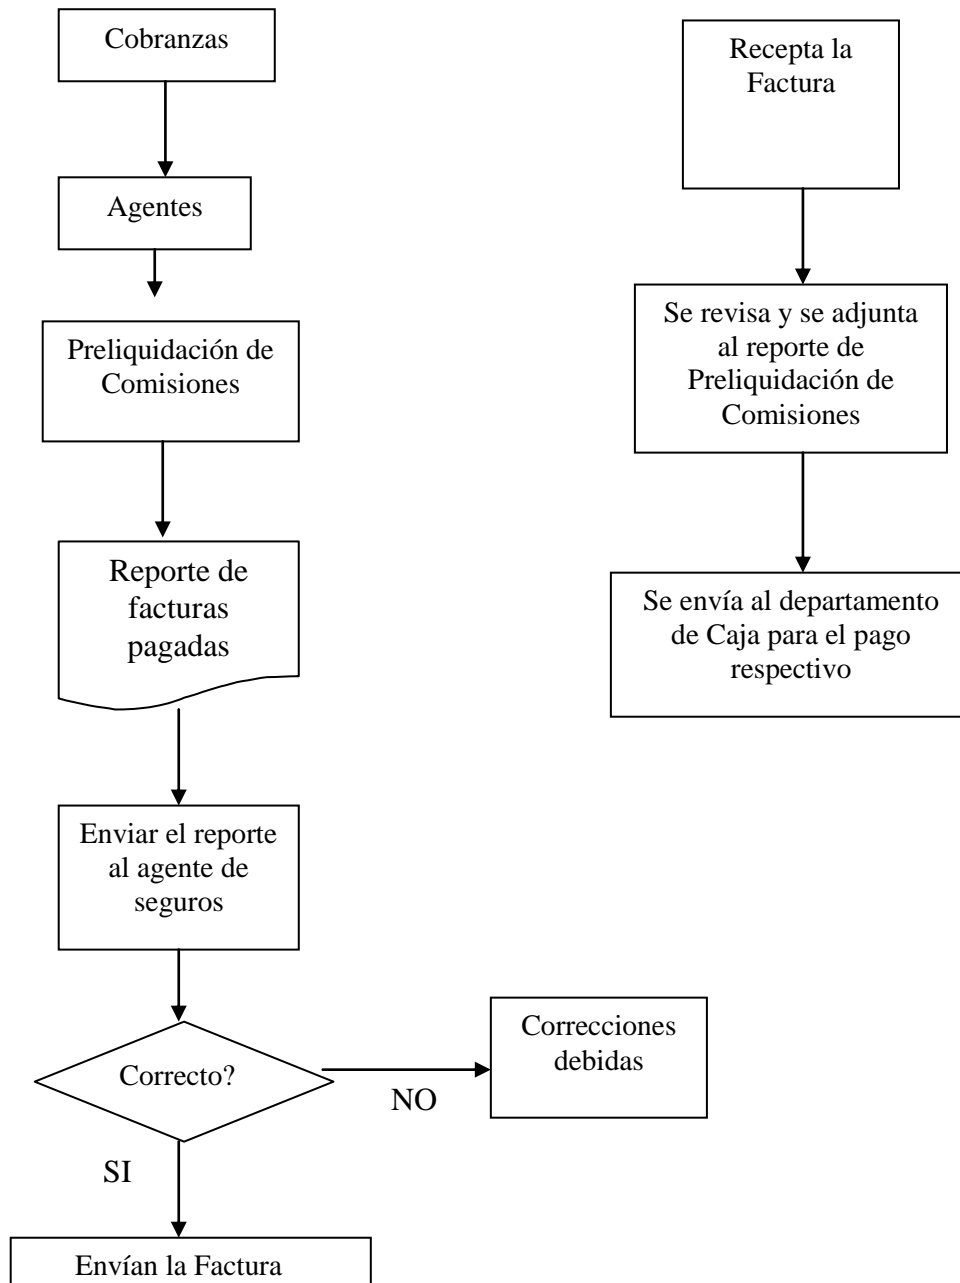 Cobranzas
Agentes
Preliquidación de
Comisiones
Reporte de
facturas
pagadas
Enviar el reporte
al agente de
seguros
Correcto?
NO
Correcciones
debidas
SI
Envían la Factura
Recepta la
Factura
Se revisa y se adjunta
al reporte de
Preliquidación de
Comisiones
Se envía al departamento
de Caja para el pago
respectivo